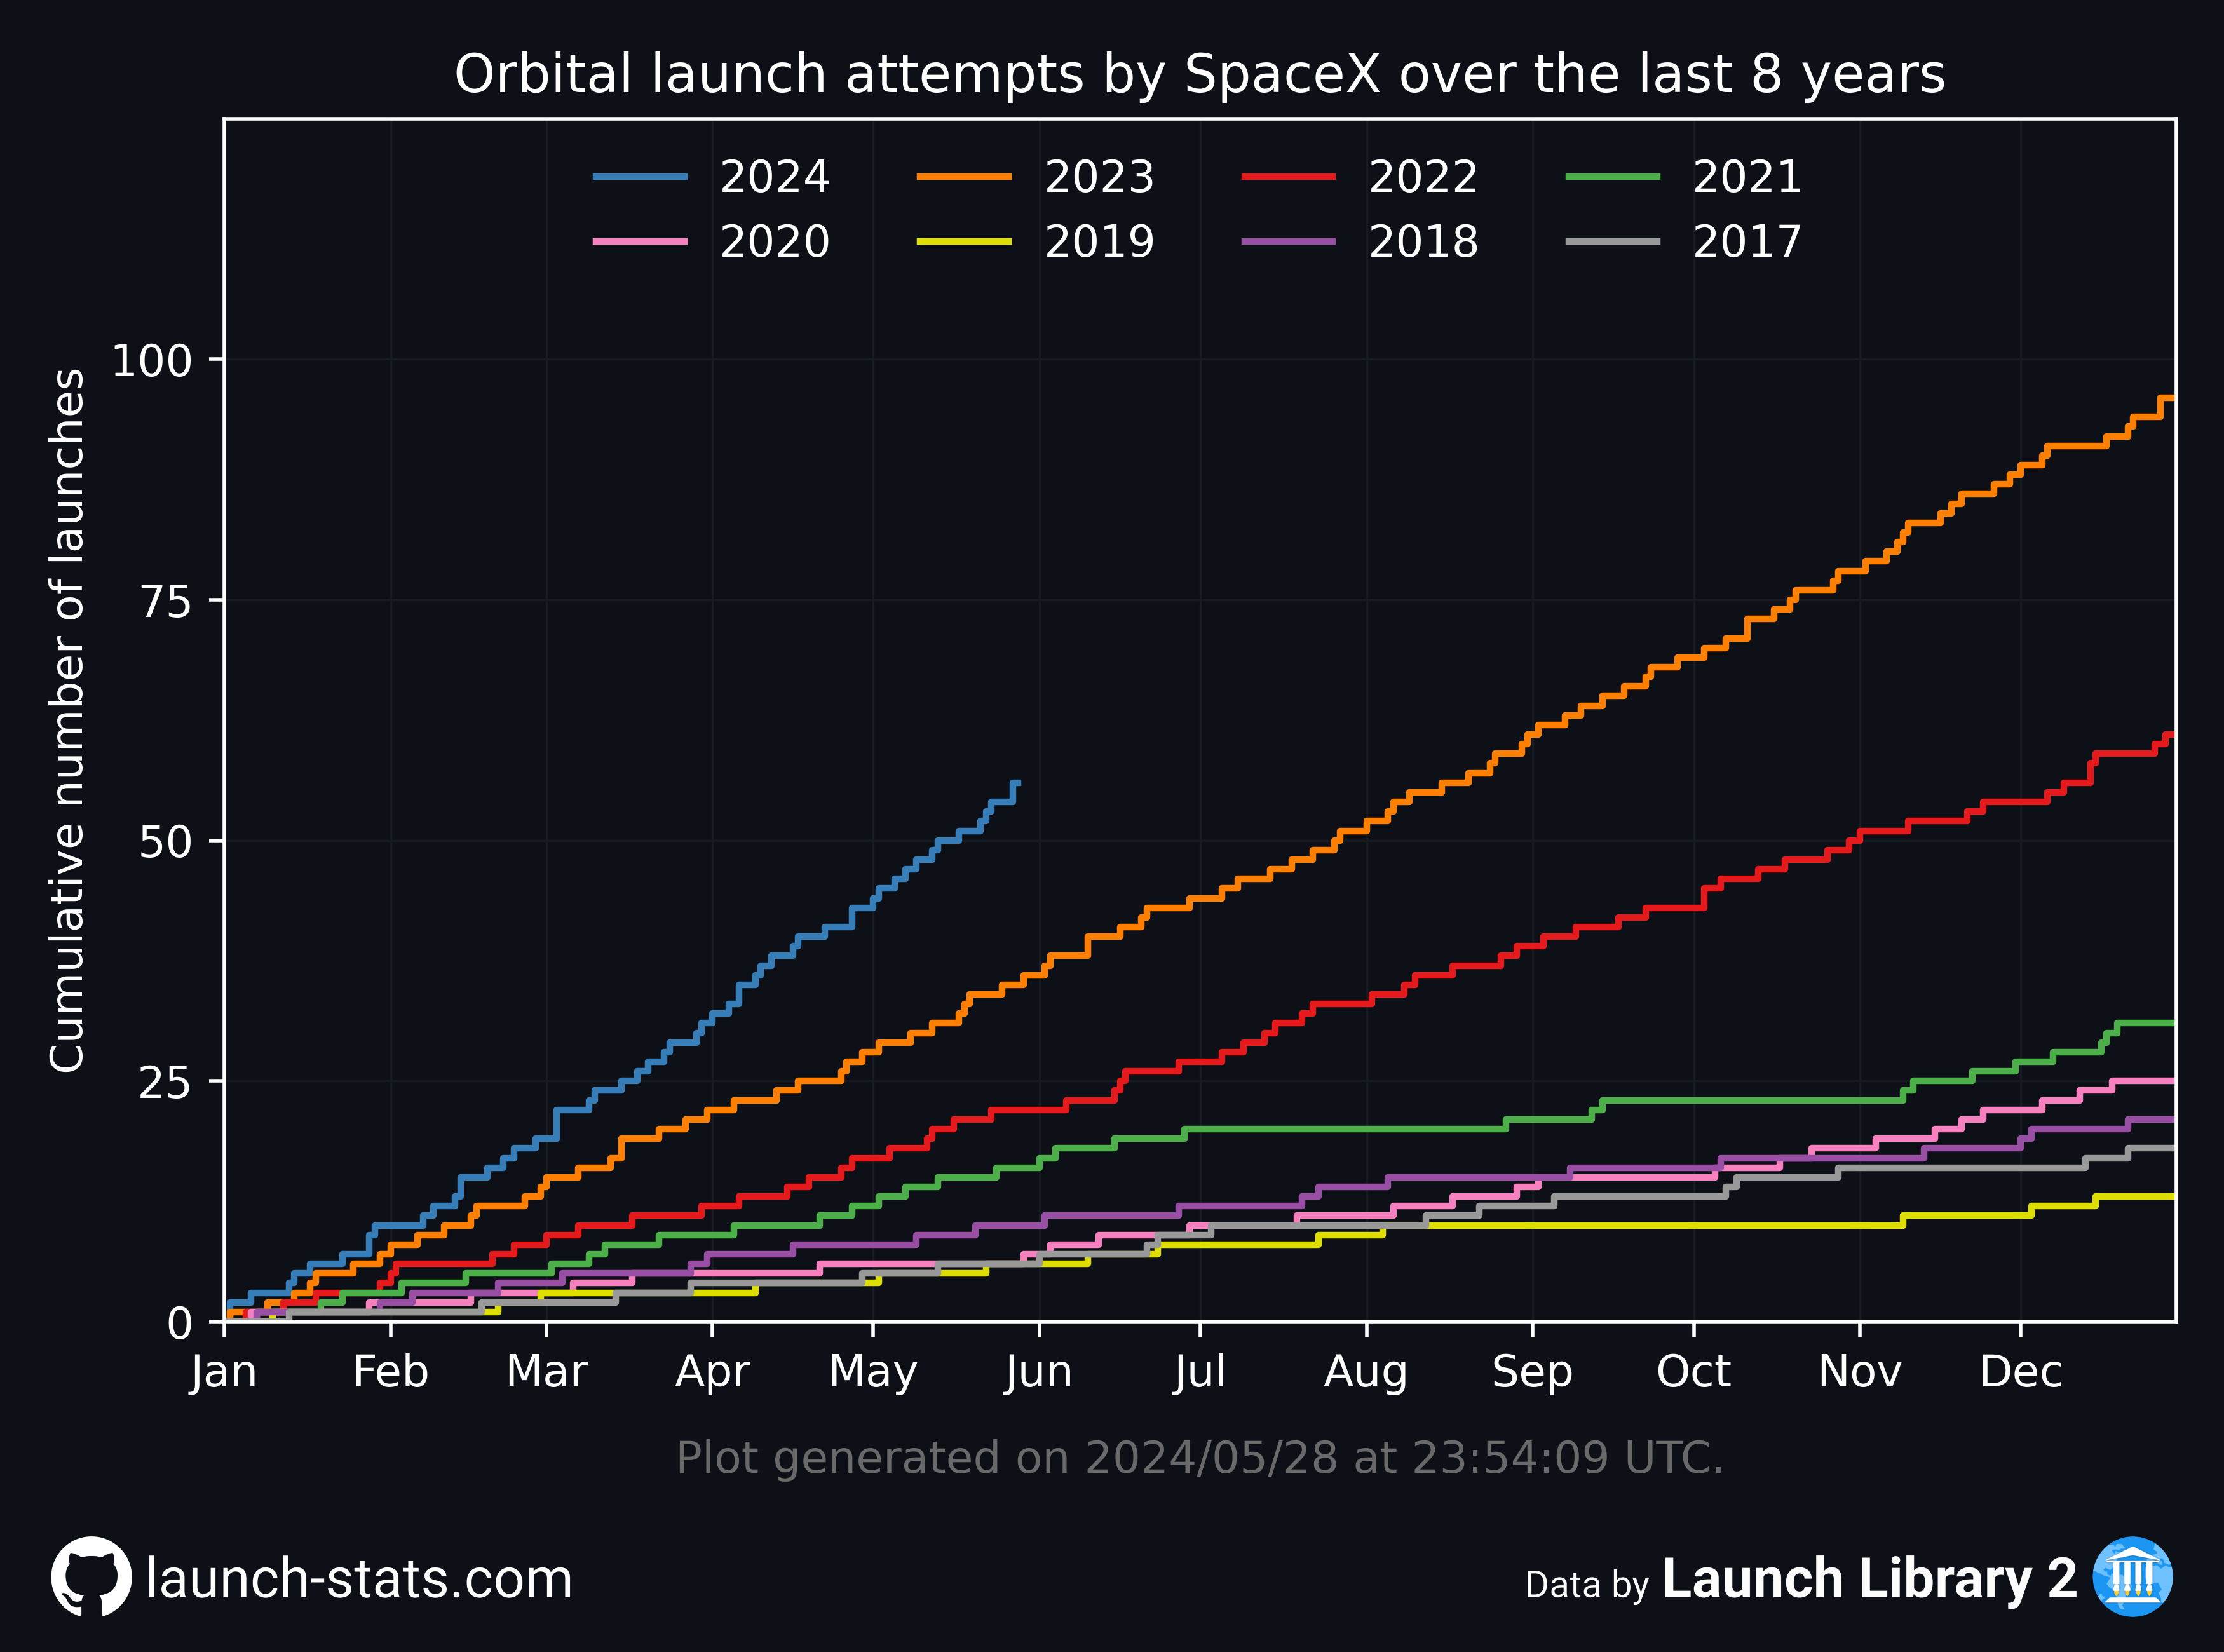 Orbital launch attempts by SpaceX over the last 8 years
2024 2023 2022 2021
2020 2019 2018 2017
Cumulative number of launches
100
75
50
25
0
Jan Feb Mar Apr May Jun Jul Aug Sep Oct Nov Dec
Plot generated on 2024/05/28 at 23:54:09 UTC.
launch-stats.com
Data by Launch Library 2